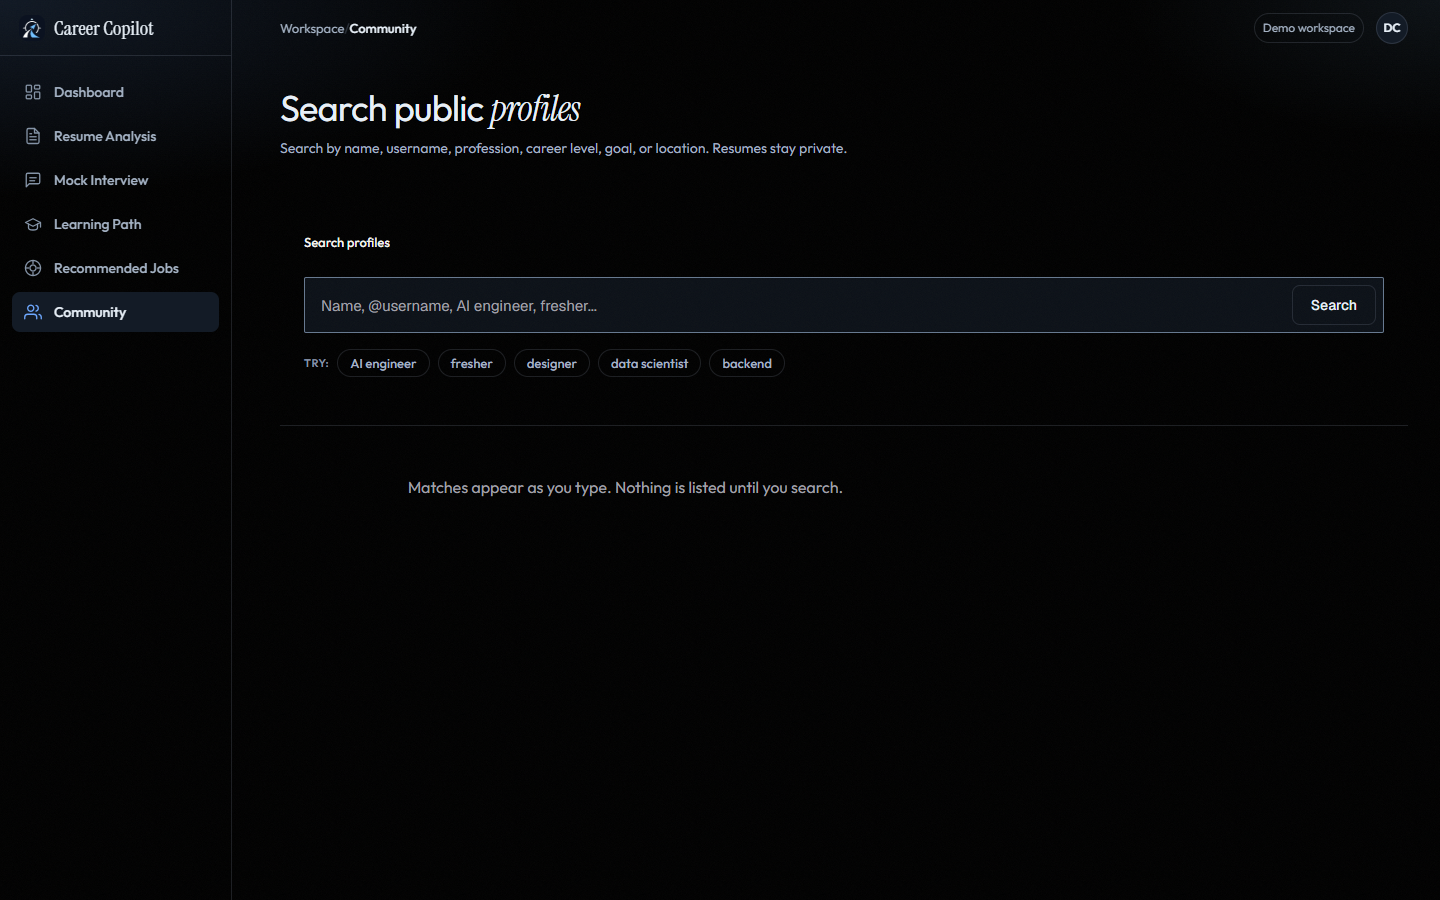 Career Copilot
Workspace/Community
Demo workspace
DC
Dashboard
Resume Analysis
Mock Interview
Learning Path
Recommended Jobs
Community
Search public profiles
Search by name, username, profession, career level, goal, or location. Resumes stay private.
Search profiles
Name, @username, AI engineer, fresher...
Search
TRY:
AI engineer
fresher
designer
data scientist
backend
Matches appear as you type. Nothing is listed until you search.